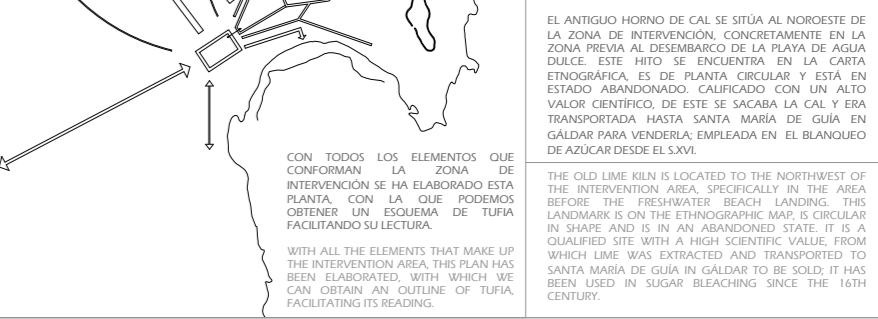 CON TODOS LOS ELEMENTOS QUE
CONFORMAN LA ZONA DE
INTERVENCIÓN SE HA ELABORADO ESTA
PLANTA, CON LA QUE PODEMOS
OBTENER UN ESQUEMA DE TUFIA
FACILITANDO SU LECTURA.
WITH ALL THE ELEMENTS THAT MAKE UP
THE INTERVENTION AREA, THIS PLAN HAS
BEEN ELABORATED, WITH WHICH WE
CAN OBTAIN AN OUTLINE OF TUFIA,
FACILITATING ITS READING.
EL ANTIGUO HORNO DE CAL SE SITÚA AL NOROESTE DE
LA ZONA DE INTERVENCIÓN, CONCRETAMENTE EN LA
ZONA PREVIA AL DESEMBARCO DE LA PLAYA DE AGUA
DULCE. ESTE HITO SE ENCUENTRA EN LA CARTA
ETNOGRÁFICA, ES DE PLANTA CIRCULAR Y ESTÁ EN
ESTADO ABANDONADO. CALIFICADO CON UN ALTO
VALOR CIENTÍFICO, DE ESTE SE SACABA LA CAL Y ERA
TRANSPORTADA HASTA SANTA MARÍA DE GUÍA EN
GÁLDAR PARA VENDERLA; EMPLEADA EN EL BLANQUEO
DE AZÚCAR DESDE EL S.XVI.
THE OLD LIME KILN IS LOCATED TO THE NORTHWEST OF
THE INTERVENTION AREA, SPECIFICALLY IN THE AREA
BEFORE THE FRESHWATER BEACH LANDING. THIS
LANDMARK IS ON THE ETHNOGRAPHIC MAP, IS CIRCULAR
IN SHAPE AND IS IN AN ABANDONED STATE. IT IS A
QUALIFIED SITE WITH A HIGH SCIENTIFIC VALUE, FROM
WHICH LIME WAS EXTRACTED AND TRANSPORTED TO
SANTA MARÍA DE GUÍA IN GÁLDAR TO BE SOLD; IT HAS
BEEN USED IN SUGAR BLEACHING SINCE THE 16TH
CENTURY.